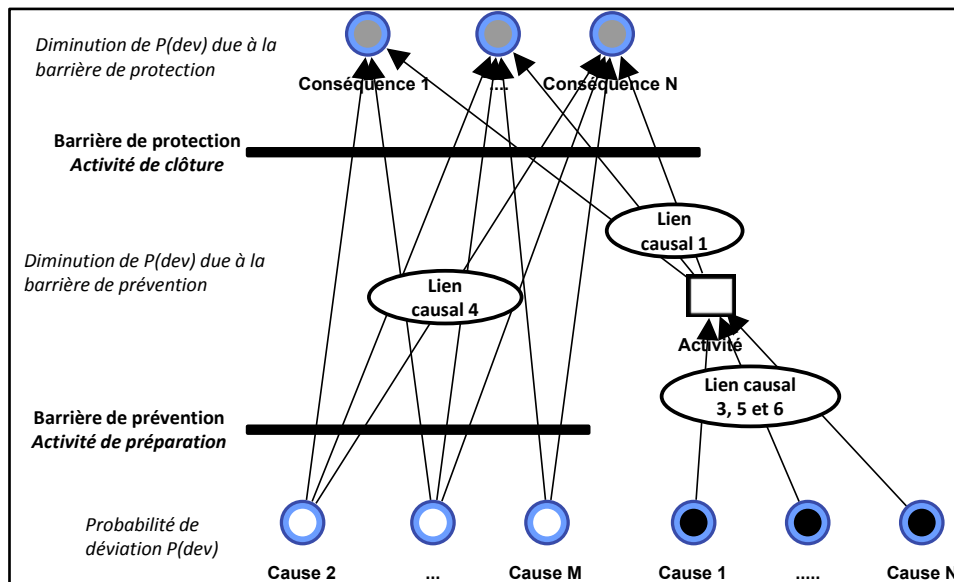 Diminution de P(dev) due à la
barrière de protection
Conséquence 1
....
Conséquence N
Barrière de protection
Activité de clôture
Lien
causal 1
Diminution de P(dev) due à la
barrière de prévention
Lien
causal 4
Activité
Lien causal
3, 5 et 6
Barrière de prévention
Activité de préparation
Probabilité de
déviation P(dev)
Cause 2
...
Cause M
Cause 1
.....
Cause N